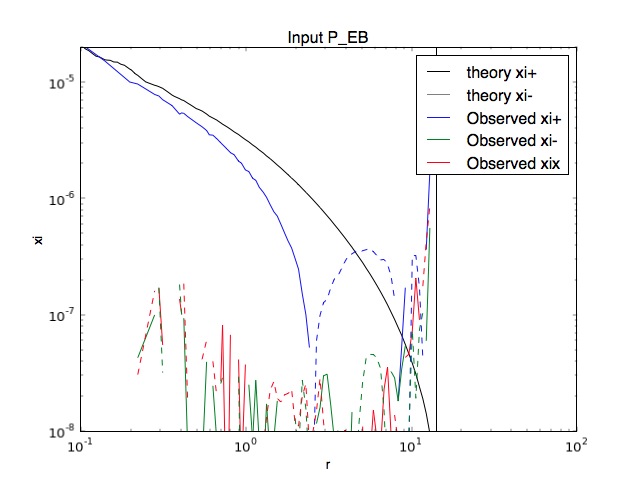 Input P_EB
theory xi+
theory xi-
Observed xi+
Observed xi-
Observed xix
10^-5
10^-6
10^-7
10^-8
xi
10^-1
10^0
10^1
10^2
r